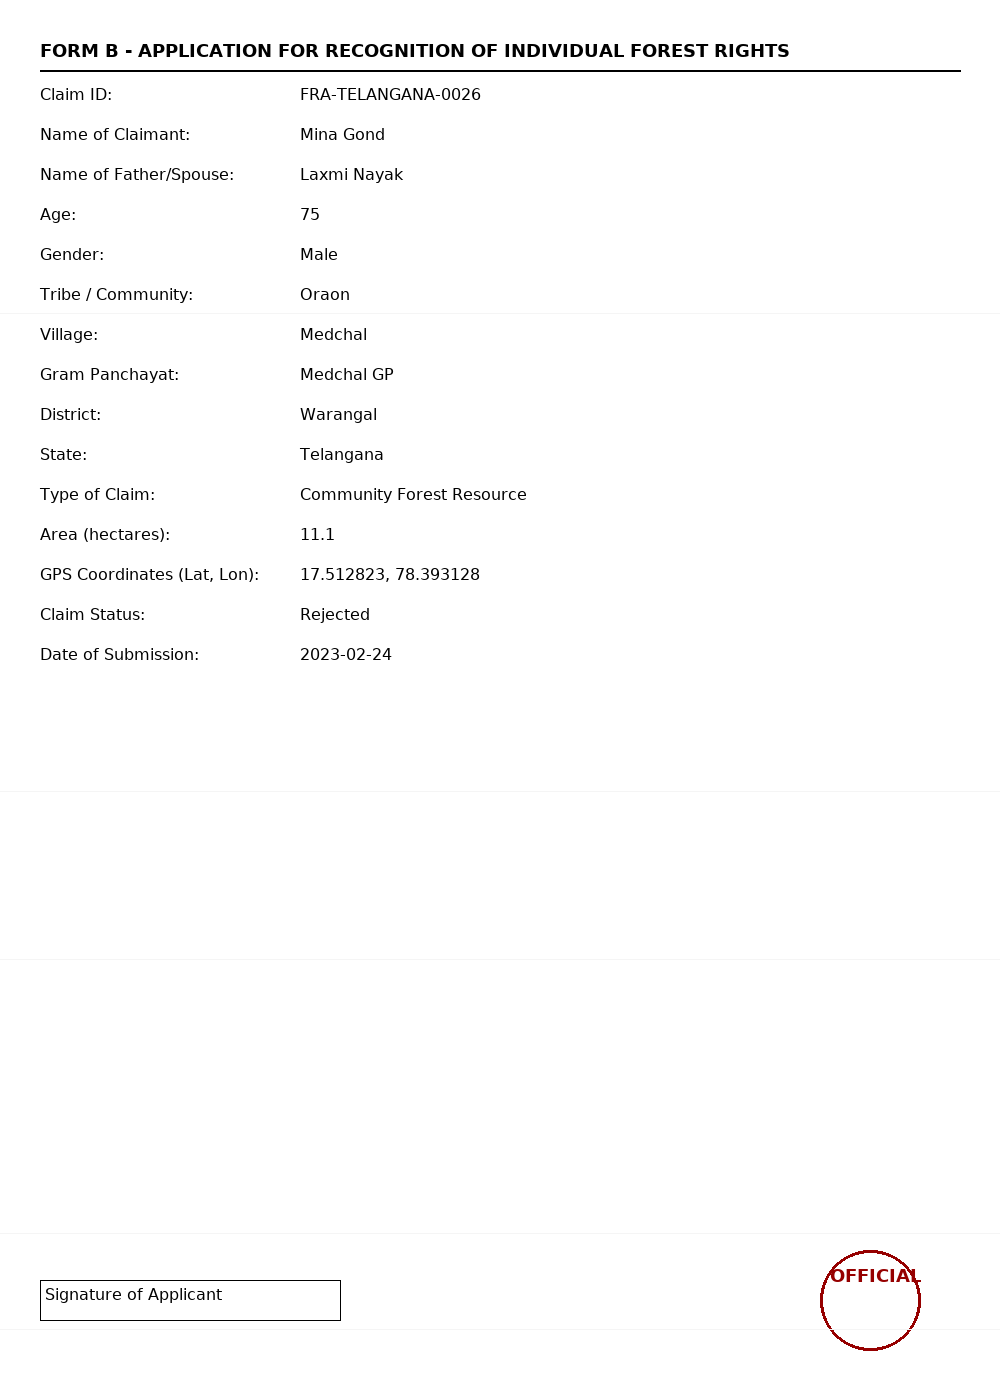 FORM B - APPLICATION FOR RECOGNITION OF INDIVIDUAL FOREST RIGHTS
Claim ID: FRA-TELANGANA-0026
Name of Claimant: Mina Gond
Name of Father/Spouse: Laxmi Nayak
Age: 75
Gender: Male
Tribe / Community: Oraon
Village: Medchal
Gram Panchayat: Medchal GP
District: Warangal
State: Telangana
Type of Claim: Community Forest Resource
Area (hectares): 11.1
GPS Coordinates (Lat, Lon): 17.512823, 78.393128
Claim Status: Rejected
Date of Submission: 2023-02-24
OFFICIAL
Signature of Applicant